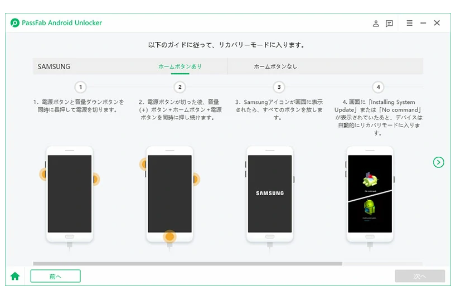 PassFab Android Unlocker
以下のガイドに従って、リカバリーモードに入ります。
SAMSUNG
ホームボタンあり
ホームボタンなし
1
2
3
4
1. 電源ボタンと音量ダウンボタンを
同時に長押しして電源を切ります。
2. 電源ボタンが切った後、音量
(+) ボタン+ホームボタン+電源
ボタンを同時に押し続けます。
3. Samsungアイコンが画面に表示
されたら、すべてのボタンを放しま
す。
4. 画面に「Installing System
Update」または「No command」
が表示されていたあと、デバイスは
自動的にリカバリモードに入りま
す。
SAMSUNG
前へ
次へ